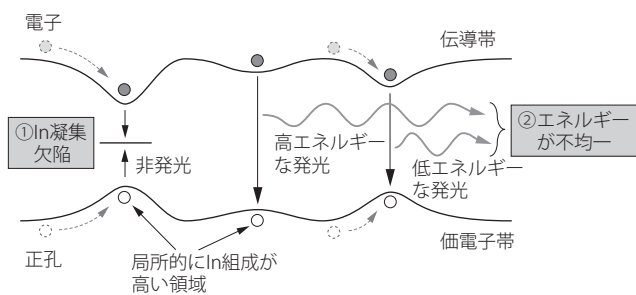 電子
伝導帯
①In凝集
欠陥
非発光
高エネルギー
な発光
低エネルギー
な発光
②エネルギー
が不均一
正孔
局所的にIn組成が
高い領域
価電子帯